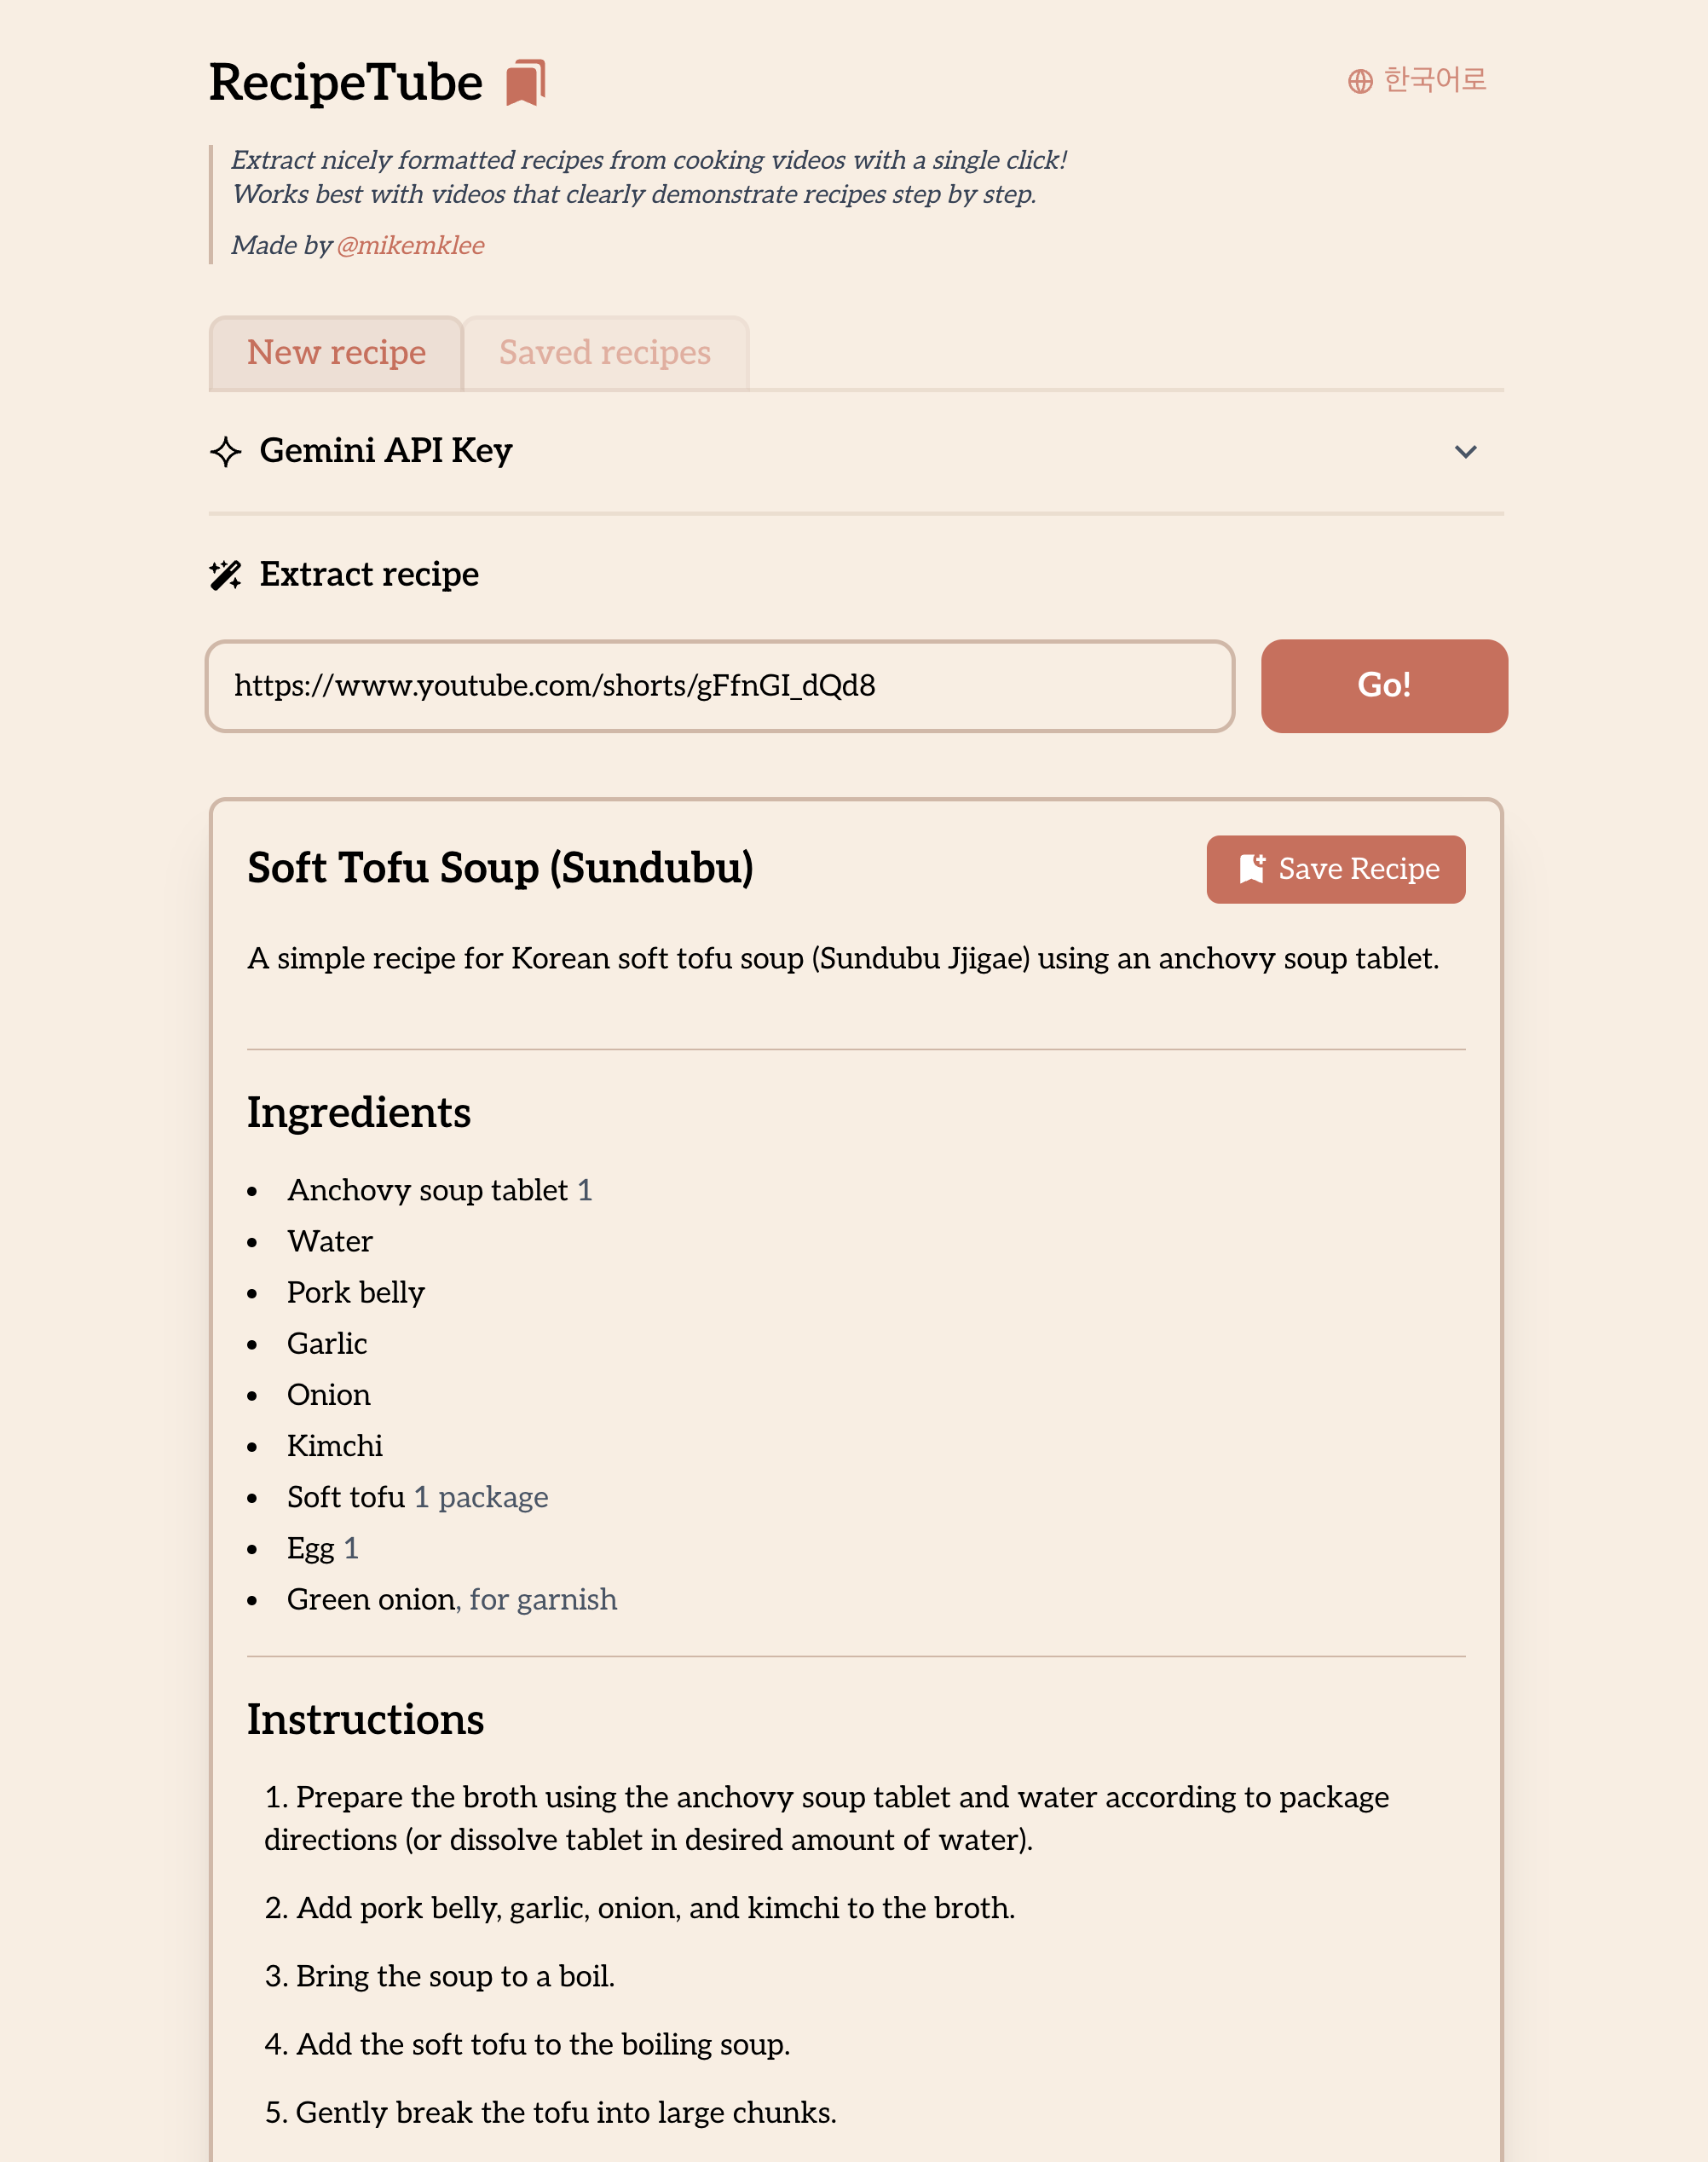 RecipeTube
한국어로
Extract nicely formatted recipes from cooking videos with a single click!
Works best with videos that clearly demonstrate recipes step by step.
Made by @mikemklee
New recipe
Saved recipes
Gemini API Key
Extract recipe
https://www.youtube.com/shorts/gFfnGI_dQd8
Go!
Soft Tofu Soup (Sundubu)
Save Recipe
A simple recipe for Korean soft tofu soup (Sundubu Jjigae) using an anchovy soup tablet.
Ingredients
• Anchovy soup tablet 1
• Water
• Pork belly
• Garlic
• Onion
• Kimchi
• Soft tofu 1 package
• Egg 1
• Green onion, for garnish
Instructions
1. Prepare the broth using the anchovy soup tablet and water according to package
directions (or dissolve tablet in desired amount of water).
2. Add pork belly, garlic, onion, and kimchi to the broth.
3. Bring the soup to a boil.
4. Add the soft tofu to the boiling soup.
5. Gently break the tofu into large chunks.